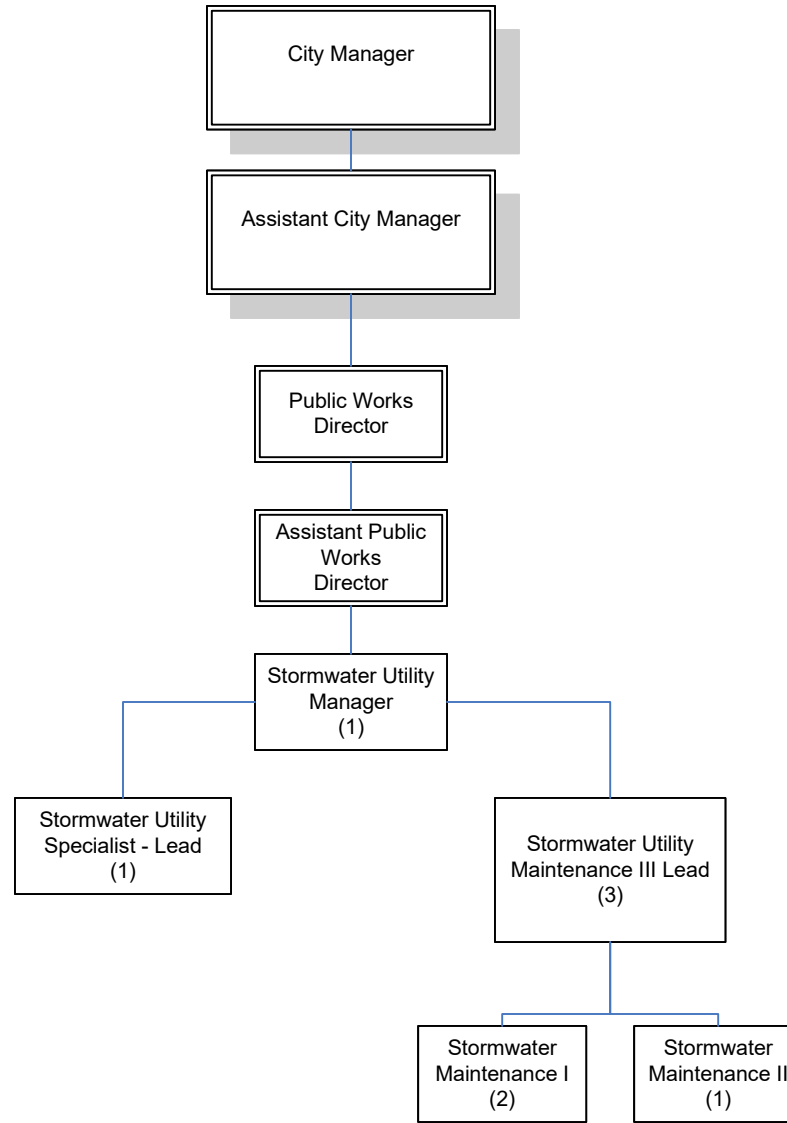 City Manager
Assistant City Manager
Public Works
Director
Assistant Public
Works
Director
Stormwater Utility
Manager
(1)
Stormwater Utility
Specialist - Lead
(1)
Stormwater Utility
Maintenance III Lead
(3)
Stormwater
Maintenance I
(2)
Stormwater
Maintenance II
(1)